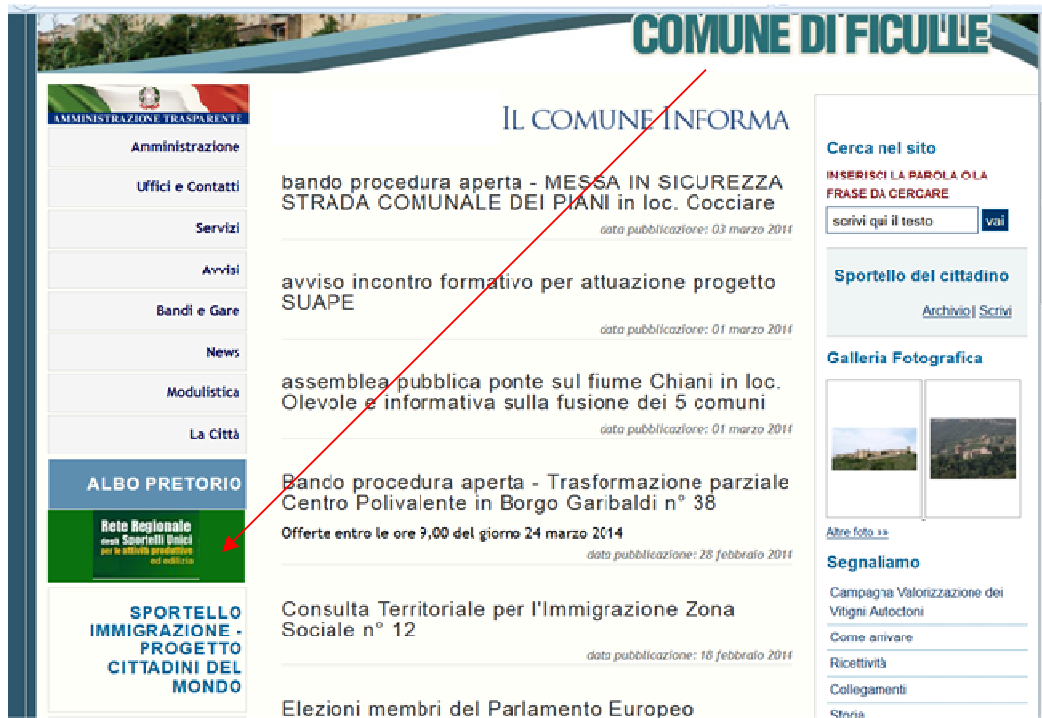 COMUNE DI FICULLE
AMMINISTRAZIONE TRASPARENTE
Amministrazione
Uffici e Contatti
Servizi
Avvisi
Bandi e Gare
News
Modulistica
La Città
ALBO PRETORIO
Rete Regionale
degli Sportelli Unici
per le attività produttive
ed edilizia
SPORTELLO
IMMIGRAZIONE -
PROGETTO
CITTADINI DEL
MONDO
IL COMUNE INFORMA
bando procedura aperta - MESSA IN SICUREZZA
STRADA COMUNALE DEI PIANI in loc. Cocciare
data pubblicazione: 03 marzo 2014
avviso incontro formativo per attuazione progetto
SUAPE
data pubblicazione: 01 marzo 2014
assemblea pubblica ponte sul fiume Chiani in loc.
Olevole e informativa sulla fusione dei 5 comuni
data pubblicazione: 01 marzo 2014
Bando procedura aperta - Trasformazione parziale
Centro Polivalente in Borgo Garibaldi n° 38
Offerte entro le ore 9,00 del giorno 24 marzo 2014
data pubblicazione: 28 febbraio 2014
Consulta Territoriale per l'Immigrazione Zona
Sociale n° 12
data pubblicazione: 18 febbraio 2014
Elezioni membri del Parlamento Europeo
Cerca nel sito
INSERISCI LA PAROLA O LA
FRASE DA CERCARE
scrivi qui il testo vai
Sportello del cittadino
Archivio | Scrivi
Galleria Fotografica
Altre foto >>
Segnaliamo
Campagna Valorizzazione dei
Vitigni Autoctoni
Come arrivare
Ricettività
Collegamenti
Storia